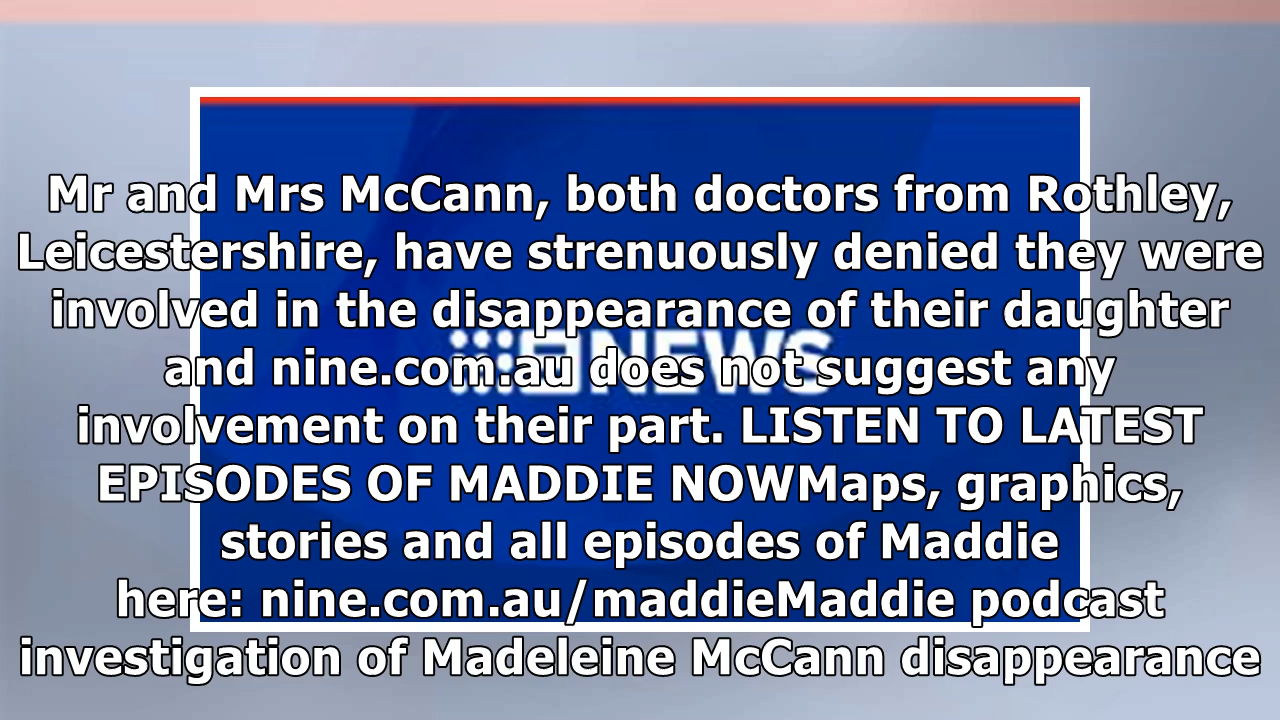 Mr and Mrs McCann, both doctors from Rothley,
Leicestershire, have strenuously denied they were
involved in the disappearance of their daughter
and nine.com.au does not suggest any
involvement on their part. LISTEN TO LATEST
EPISODES OF MADDIE NOWMaps, graphics,
stories and all episodes of Maddie
here: nine.com.au/maddieMaddie podcast
investigation of Madeleine McCann disappearance
9NEWS